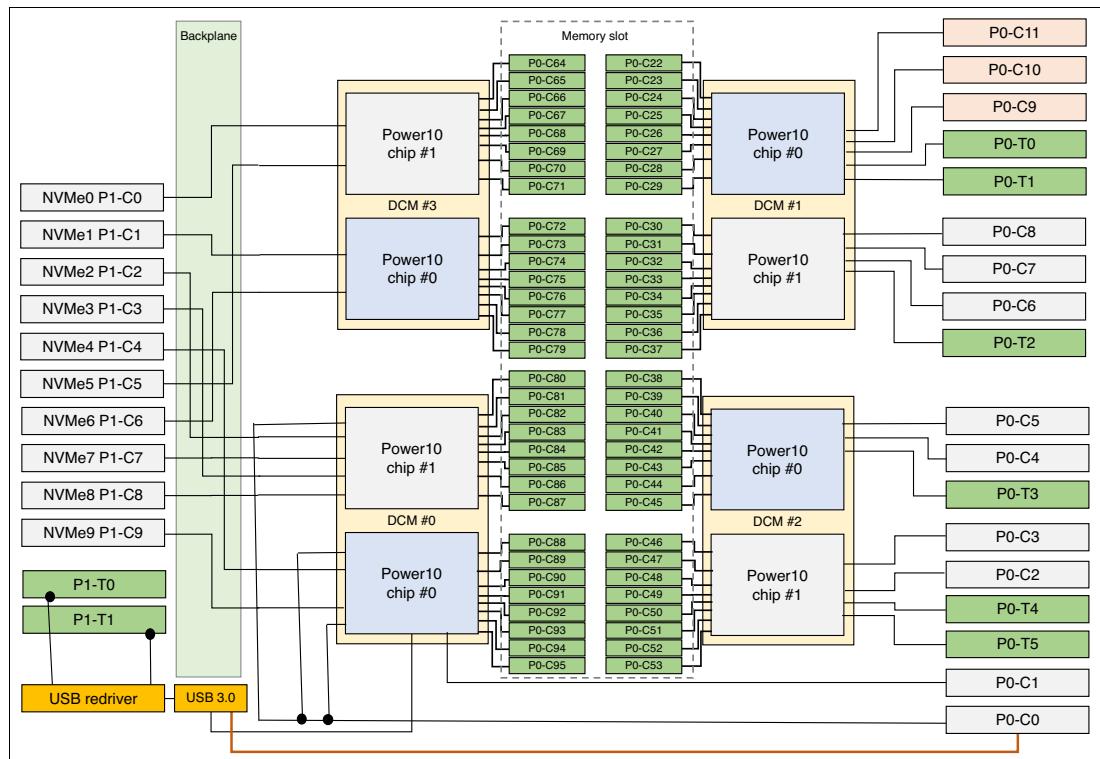 Backplane
Memory slot
NVMe0 P1-C0
NVMe1 P1-C1
NVMe2 P1-C2
NVMe3 P1-C3
NVMe4 P1-C4
NVMe5 P1-C5
NVMe6 P1-C6
NVMe7 P1-C7
NVMe8 P1-C8
NVMe9 P1-C9
P1-T0
P1-T1
USB redriver
USB 3.0
Power10
chip #1
DCM #3
Power10
chip #0
Power10
chip #1
DCM #0
Power10
chip #0
P0-C64
P0-C65
P0-C66
P0-C67
P0-C68
P0-C69
P0-C70
P0-C71
P0-C72
P0-C73
P0-C74
P0-C75
P0-C76
P0-C77
P0-C78
P0-C79
P0-C80
P0-C81
P0-C82
P0-C83
P0-C84
P0-C85
P0-C86
P0-C87
P0-C88
P0-C89
P0-C90
P0-C91
P0-C92
P0-C93
P0-C94
P0-C95
P0-C22
P0-C23
P0-C24
P0-C25
P0-C26
P0-C27
P0-C28
P0-C29
P0-C30
P0-C31
P0-C32
P0-C33
P0-C34
P0-C35
P0-C36
P0-C37
P0-C38
P0-C39
P0-C40
P0-C41
P0-C42
P0-C43
P0-C44
P0-C45
P0-C46
P0-C47
P0-C48
P0-C49
P0-C50
P0-C51
P0-C52
P0-C53
Power10
chip #0
DCM #1
Power10
chip #1
Power10
chip #0
DCM #2
Power10
chip #1
P0-C11
P0-C10
P0-C9
P0-T0
P0-T1
P0-C8
P0-C7
P0-C6
P0-T2
P0-C5
P0-C4
P0-T3
P0-C3
P0-C2
P0-T4
P0-T5
P0-C1
P0-C0